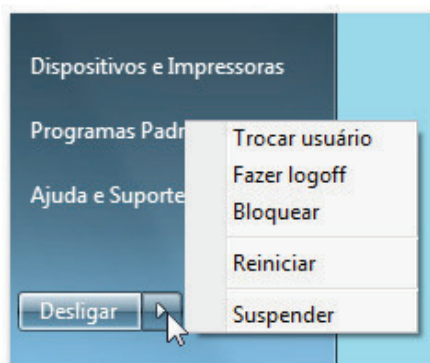 Dispositivos e Impressoras
Programas Padr
Ajuda e Suporte
Desligar
Trocar usuário
Fazer logoff
Bloquear
Reiniciar
Suspender